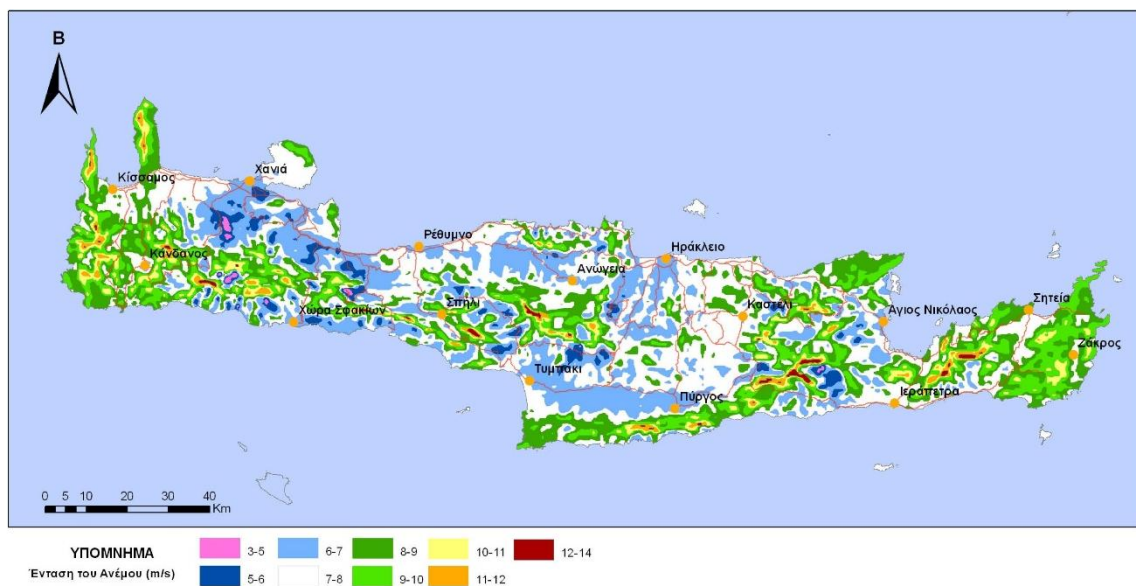 Β
Χανιά
Κίσσαμος
Ρέθυμνο
Ηράκλειο
Κάνδανος
Ανώγεια
Σπήλι
Καστέλι
Χώρα Σφακίων
Άγιος Νικόλαος
Σητεία
Ζάκρος
Τυμπάκι
Πύργος
Ιεράπετρα
0 5 10 20 30 40
Km
ΥΠΟΜΝΗΜΑ
Ένταση του Ανέμου (m/s)
3-5 6-7 8-9 10-11 12-14
5-6 7-8 9-10 11-12